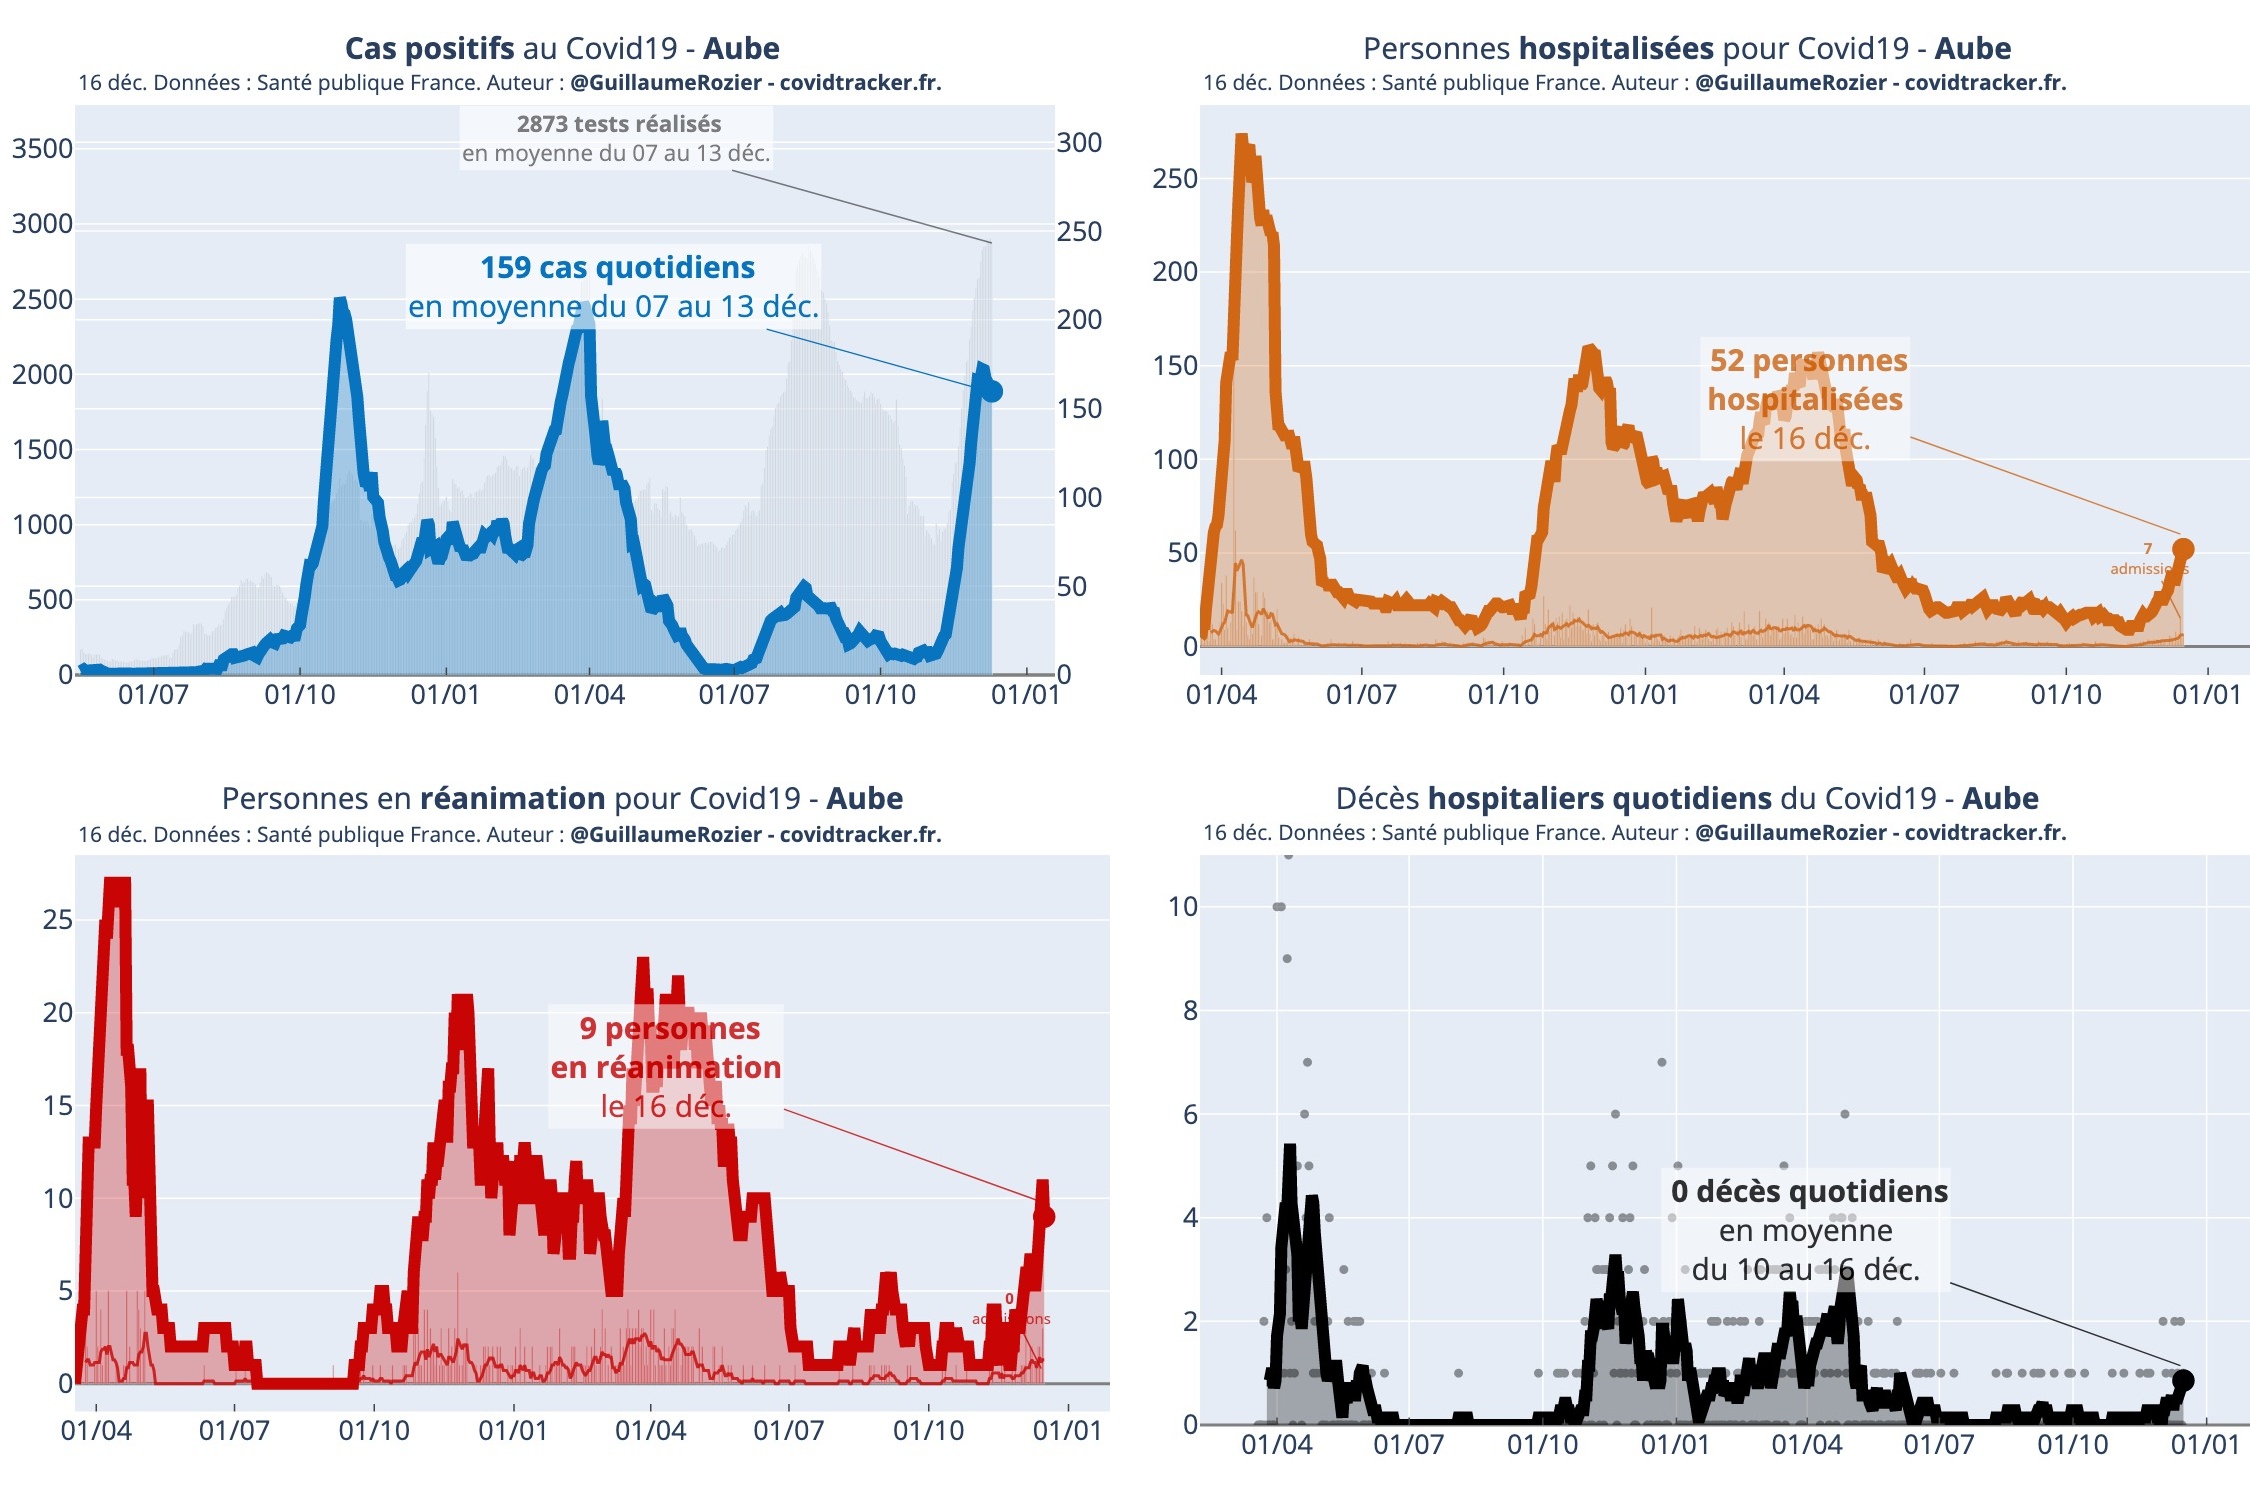 Cas positifs au Covid19 - Aube
16 déc. Données : Santé publique France. Auteur : @GuillaumeRozier - covidtracker.fr.
2873 tests réalisés
en moyenne du 07 au 13 déc.
159 cas quotidiens
en moyenne du 07 au 13 déc.
3500
3000
2500
2000
1500
1000
500
0
300
250
200
150
100
50
0
01/07 01/10 01/01 01/04 01/07 01/10 01/01
Personnes hospitalisées pour Covid19 - Aube
16 déc. Données : Santé publique France. Auteur : @GuillaumeRozier - covidtracker.fr.
52 personnes
hospitalisées
le 16 déc.
7
admissions
250
200
150
100
50
0
01/04 01/07 01/10 01/01 01/04 01/07 01/10 01/01
Personnes en réanimation pour Covid19 - Aube
16 déc. Données : Santé publique France. Auteur : @GuillaumeRozier - covidtracker.fr.
9 personnes
en réanimation
le 16 déc.
0
admissions
25
20
15
10
5
0
01/04 01/07 01/10 01/01 01/04 01/07 01/10 01/01
Décès hospitaliers quotidiens du Covid19 - Aube
16 déc. Données : Santé publique France. Auteur : @GuillaumeRozier - covidtracker.fr.
0 décès quotidiens
en moyenne
du 10 au 16 déc.
10
8
6
4
2
0
01/04 01/07 01/10 01/01 01/04 01/07 01/10 01/01